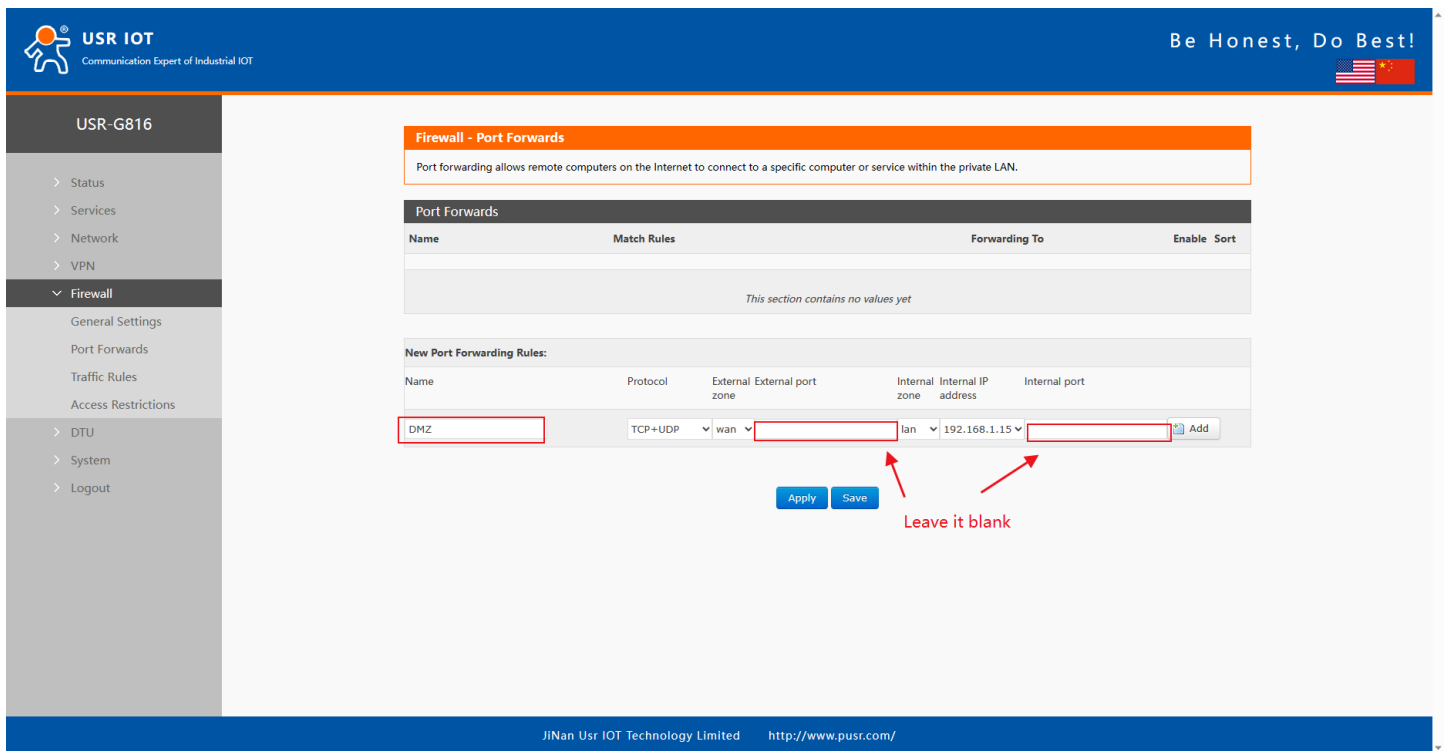 USR IOT
Communication Expert of Industrial IOT
Be Honest, Do Best!
USR-G816
Status
Services
Network
VPN
Firewall
General Settings
Port Forwards
Traffic Rules
Access Restrictions
DTU
System
Logout
Firewall - Port Forwards
Port forwarding allows remote computers on the Internet to connect to a specific computer or service within the private LAN.
Port Forwards
Name Match Rules Forwarding To Enable Sort
This section contains no values yet
New Port Forwarding Rules:
Name Protocol External zone External port Internal zone Internal IP address Internal port
DMZ TCP+UDP wan lan 192.168.1.15 Add
Apply Save
Leave it blank
JiNan Usr IOT Technology Limited http://www.pusr.com/